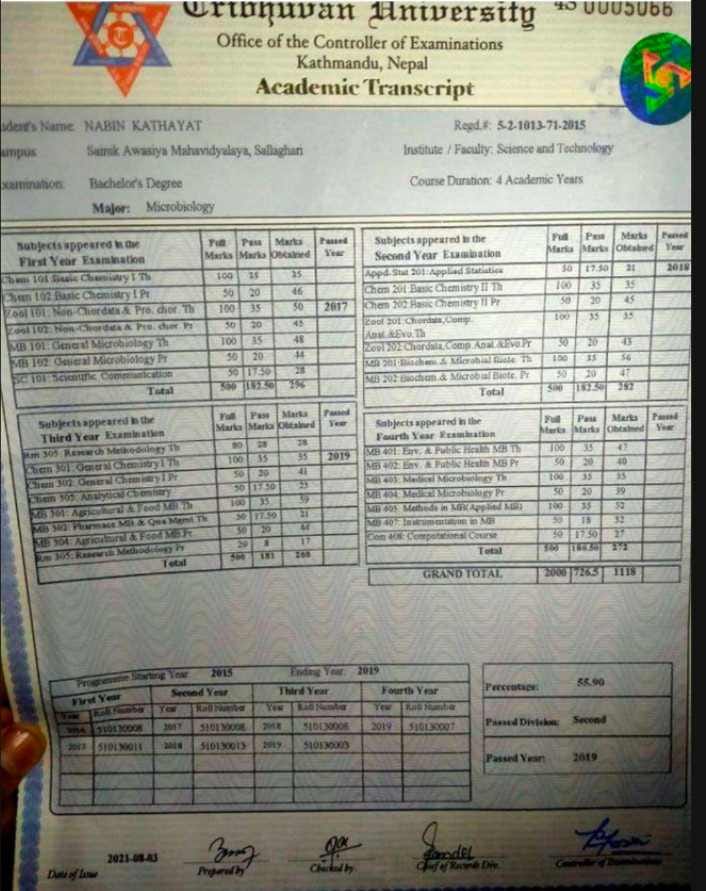 Tribhuvan University
45 0005066
Office of the Controller of Examinations
Kathmandu, Nepal
Academic Transcript
udent's Name: NABIN KATHAYAT Regd.#: 5-2-1013-71-2015
ampus Sainik Awasiya Mahavidyalaya, Sallaghari Institute / Faculty: Science and Technology
xamination: Bachelor's Degree Course Duration: 4 Academic Years
Major: Microbiology
Subjects appeared in the First Year Examination Full Marks Pass Marks Marks Obtained Passed Year
Chem 101 Basic Chemistry I Th 100 35 35
Chem 102 Basic Chemistry I Pr 50 20 46
Zool 101: Non-Chordata & Pro. chor. Th 100 35 50 2017
Zool 102: Non-Chordata & Pro. chor. Pr 50 20 45
MB 101: General Microbiology Th 100 35 48
MB 102: General Microbiology Pr 50 20 44
SC 101: Scientific Communication 50 17.50 28
Total 500 182.50 296
Subjects appeared in the Second Year Examination Full Marks Pass Marks Marks Obtained Passed Year
Appd.Stat 201: Applied Statistics 50 17.50 21 2018
Chem 201 Basic Chemistry II Th 100 35 35
Chem 202 Basic Chemistry II Pr 50 20 45
Zool 201: Chordata,Comp. Anat.&Evo.Th 100 35 35
Zool 202 Chordata,Comp. Anat.&Evo.Pr 50 20 43
MB 201: Biochem & Microbial Biote. Th 100 35 56
MB 202 Biochem & Microbial Biote. Pr 50 20 47
Total 500 182.50 282
Subjects appeared in the Third Year Examination Full Marks Pass Marks Marks Obtained Passed Year
Rm 305: Research Methodology Th 80 28 28
Chem 301: General Chemistry I Th 100 35 35 2019
Chem 302: General Chemistry I Pr 50 20 41
Chem 305: Analytical Chemistry 50 17.50 23
MB 301: Agricultural & Food MB Th 100 35 59
MB 302: Pharmace MB & Qua Mgmt Th 50 17.50 21
MB 304: Agricultural & Food MB Pr 50 20 44
Rm 305: Research Methodology Pr 20 8 17
Total 500 181 268
Subjects appeared in the Fourth Year Examination Full Marks Pass Marks Marks Obtained Passed Year
MB 401: Env. & Public Health MB Th 100 35 47
MB 402: Env. & Public Health MB Pr 50 20 40
MB 403: Medical Microbiology Th 100 35 35
MB 404: Medical Microbiology Pr 50 20 39
MB 405: Methods in MB(Applied MB) 100 35 52
MB 407: Instrumentation in MB 50 18 32
Com 408: Computational Course 50 17.50 27
Total 500 180.50 272
GRAND TOTAL 2000 726.5 1118
Programme Starting Year 2015 Ending Year: 2019
First Year Second Year Third Year Fourth Year
Year Roll Number Year Roll Number Year Roll Number Year Roll Number
2016 510130008 2017 510130008 2018 510130006 2019 510130007
2017 510130011 2018 510130013 2019 510130003
Percentage: 55.90
Passed Division: Second
Passed Year: 2019
2021-08-03
Date of Issue Prepared by Checked by Chief of Records Div. Controller of Examinations